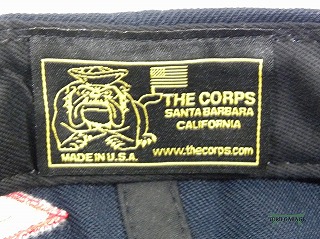 THE CORPS
SANTA BARBARA
CALIFORNIA
MADE IN U.S.A.
www.thecorps.com